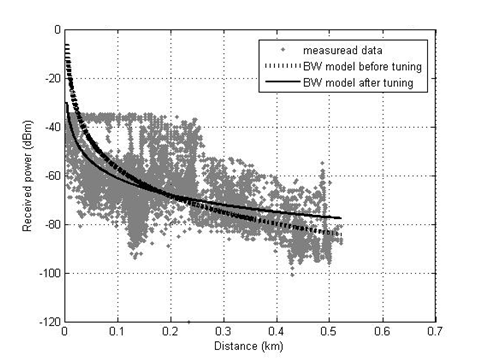 0
-20
-40
-60
-80
-100
-120
Received power (dBm)
measuread data
BW model before tuning
BW model after tuning
0 0.1 0.2 0.3 0.4 0.5 0.6 0.7
Distance (km)